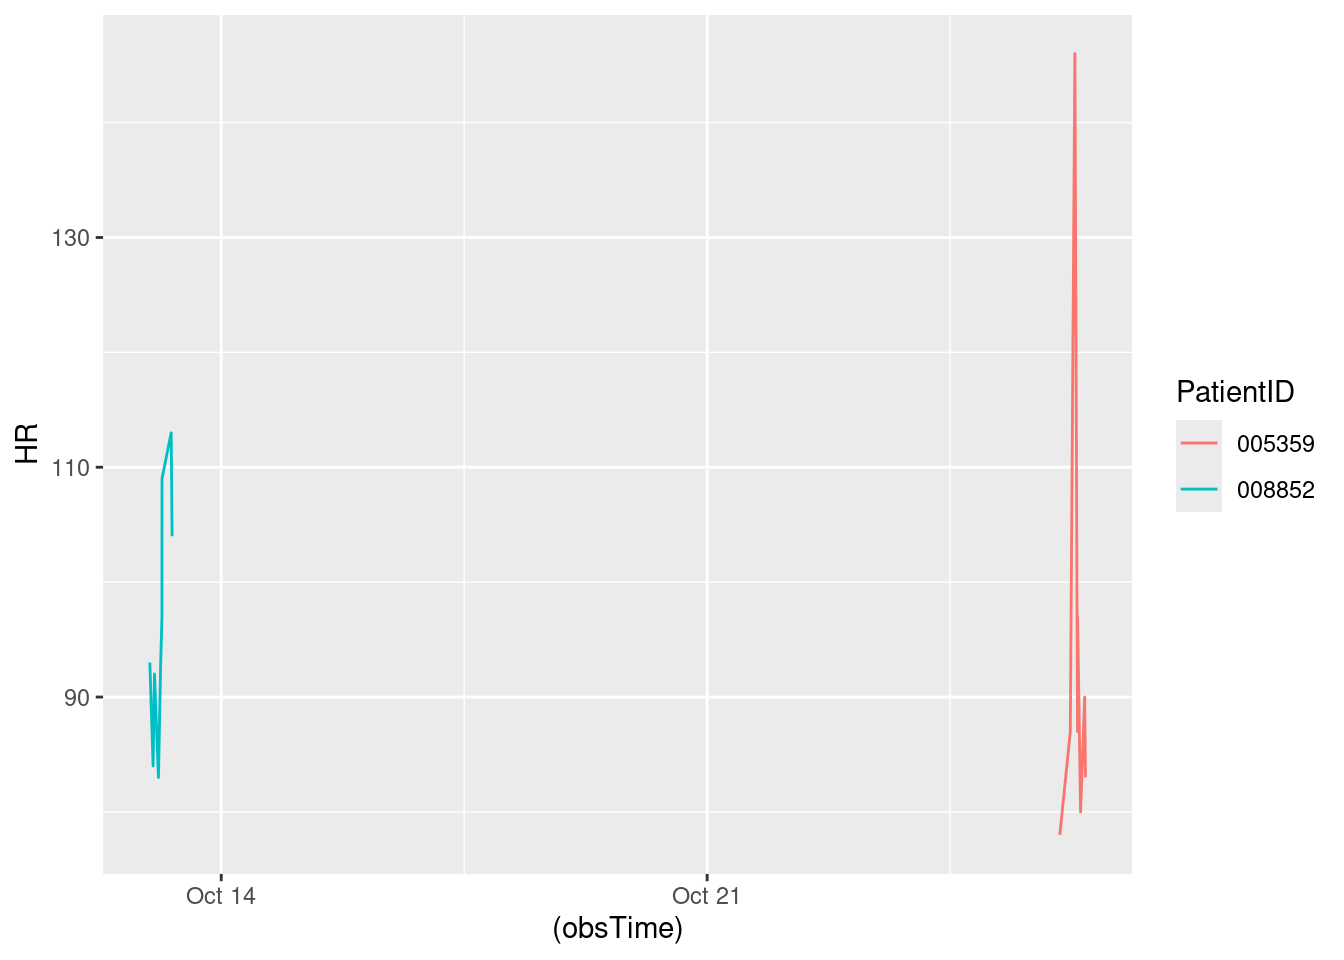 130
110
90
HR
Oct 14
Oct 21
(obsTime)
PatientID
005359
008852